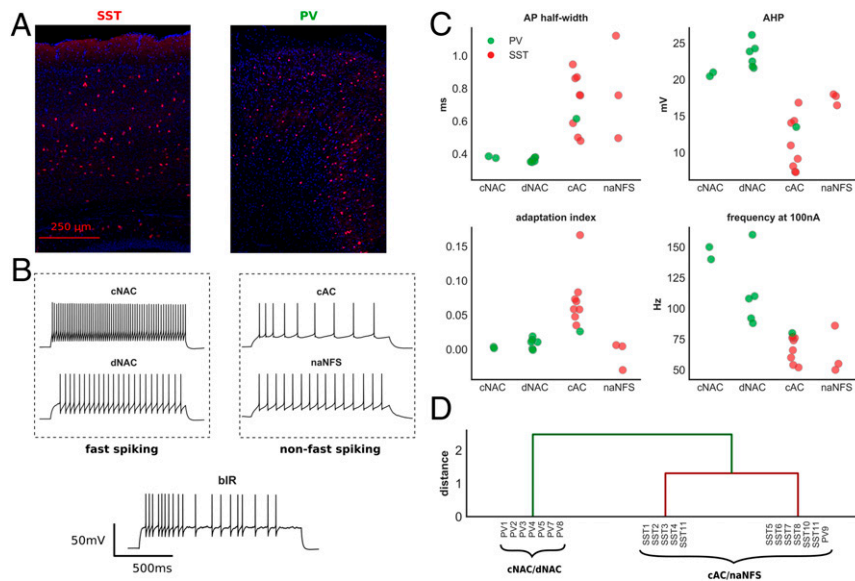 A
SST
PV
250 µm
B
cNAC
cAC
dNAC
naNFS
fast spiking
non-fast spiking
bIR
50mV
500ms
C
AP half-width
PV
SST
ms
1.0
0.8
0.6
0.4
cNAC dNAC cAC naNFS
AHP
mV
25
20
15
10
cNAC dNAC cAC naNFS
adaptation index
0.15
0.10
0.05
0.00
cNAC dNAC cAC naNFS
frequency at 100nA
Hz
150
100
75
50
cNAC dNAC cAC naNFS
D
distance
2
1
0
PV1
PV2
PV3
PV4
PV5
PV7
PV8
SST1
SST2
SST3
SST4
SST11
SST5
SST6
SST7
SST8
SST10
SST11
PV9
cNAC/dNAC
cAC/naNFS